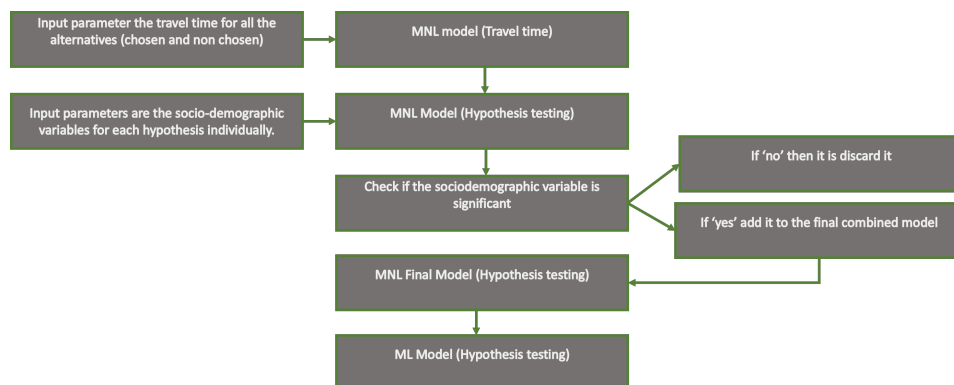 Input parameter the travel time for all the
alternatives (chosen and non chosen)
MNL model (Travel time)
Input parameters are the socio-demographic
variables for each hypothesis individually.
MNL Model (Hypothesis testing)
Check if the sociodemographic variable is
significant
If ‘no’ then it is discard it
If ‘yes’ add it to the final combined model
MNL Final Model (Hypothesis testing)
ML Model (Hypothesis testing)